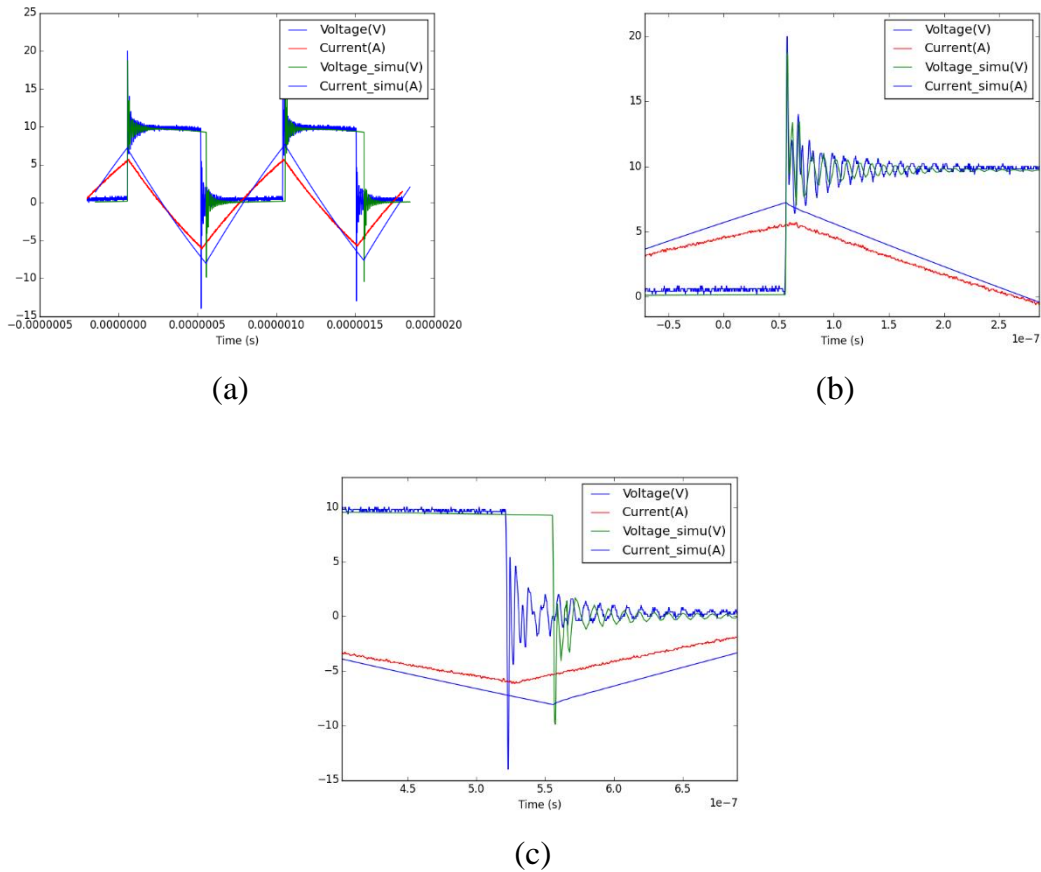 25
20
15
10
5
0
−5
−10
−15
−0.0000005 0.0000000 0.0000005 0.0000010 0.0000015 0.0000020
Time (s)
Voltage(V)
Current(A)
Voltage_simu(V)
Current_simu(A)
(a)
20
15
10
5
0
−0.5 0.0 0.5 1.0 1.5 2.0 2.5
Time (s)
1e−7
Voltage(V)
Current(A)
Voltage_simu(V)
Current_simu(A)
(b)
10
5
0
−5
−10
−15
4.5 5.0 5.5 6.0 6.5
Time (s)
1e−7
Voltage(V)
Current(A)
Voltage_simu(V)
Current_simu(A)
(c)